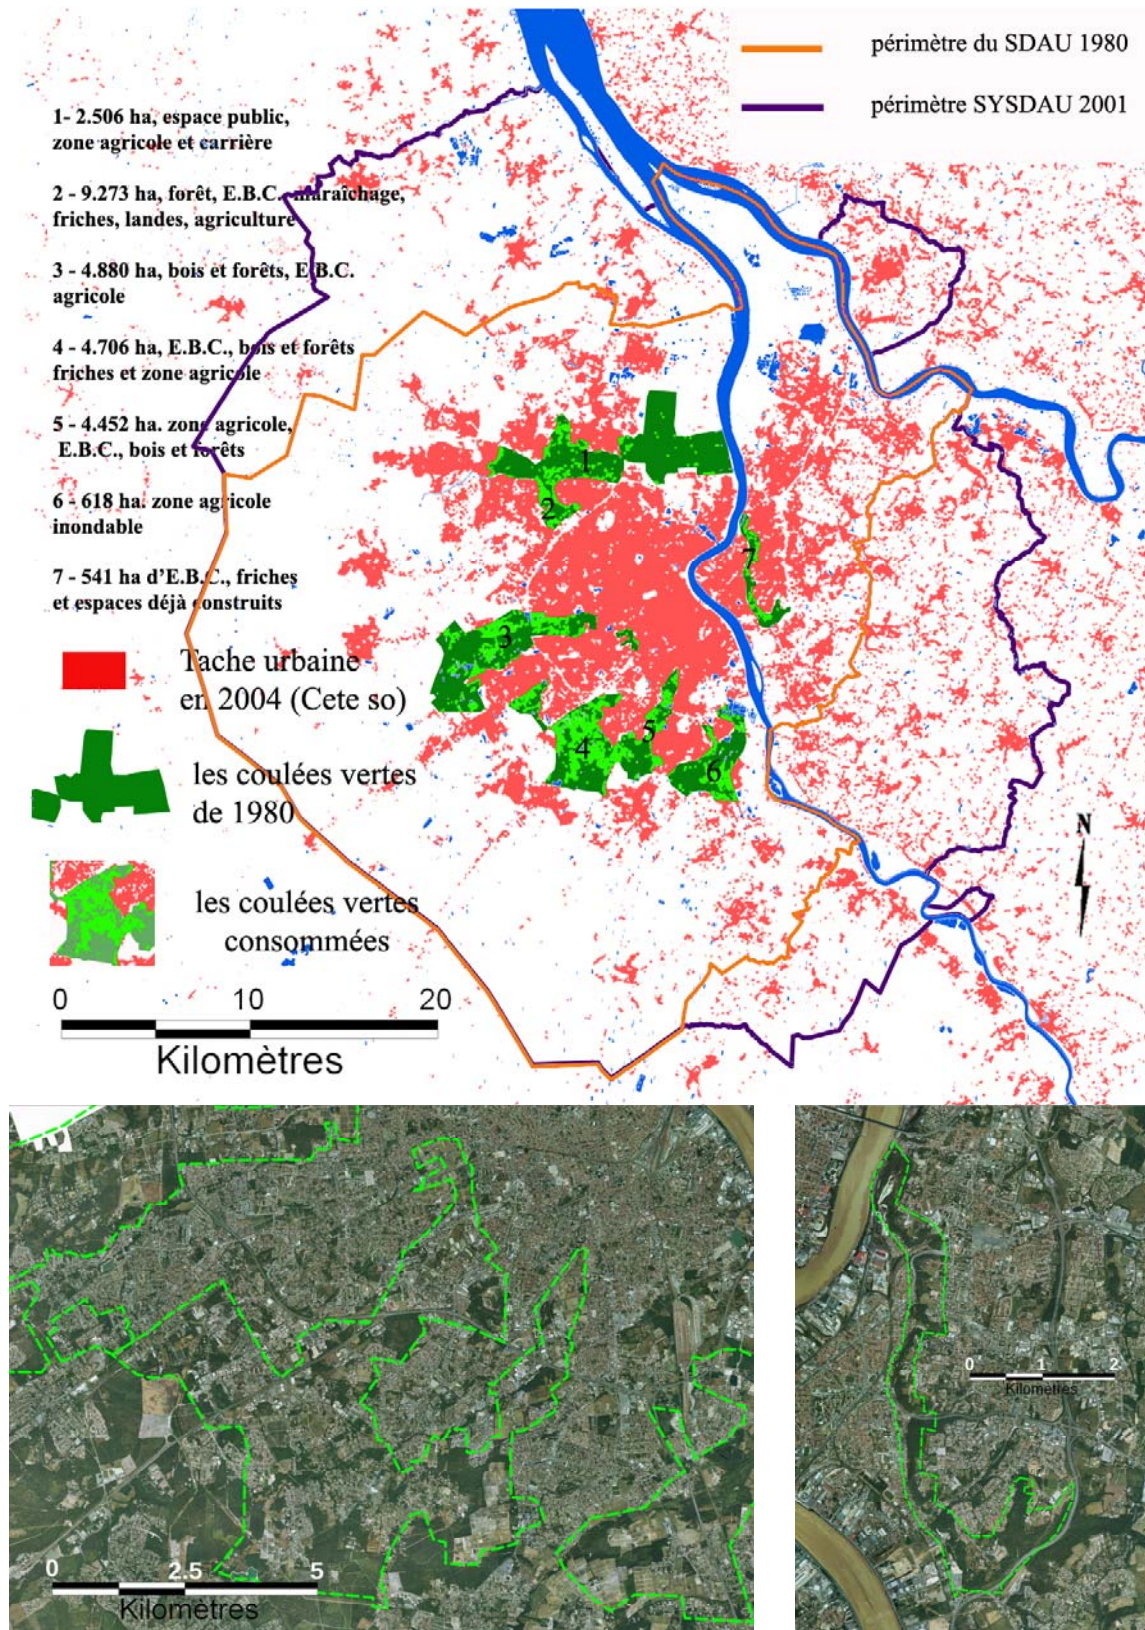 périmètre du SDAU 1980
périmètre SYSDAU 2001
1- 2.506 ha, espace public,
zone agricole et carrière
2 - 9.273 ha, forêt, E.B.C. maraîchage,
friches, landes, agriculture
3 - 4.880 ha, bois et forêts, E.B.C.
agricole
4 - 4.706 ha, E.B.C., bois et forêts
friches et zone agricole
5 - 4.452 ha. zone agricole,
E.B.C., bois et forêts
6 - 618 ha. zone agricole
inondable
7 - 541 ha d'E.B.C., friches
et espaces déjà construits
Tache urbaine
en 2004 (Cete so)
les coulées vertes
de 1980
les coulées vertes
consommées
1
2
3
4
5
6
7
N
0 10 20
Kilomètres
0 2.5 5
Kilomètres
0 1 2
Kilomètres